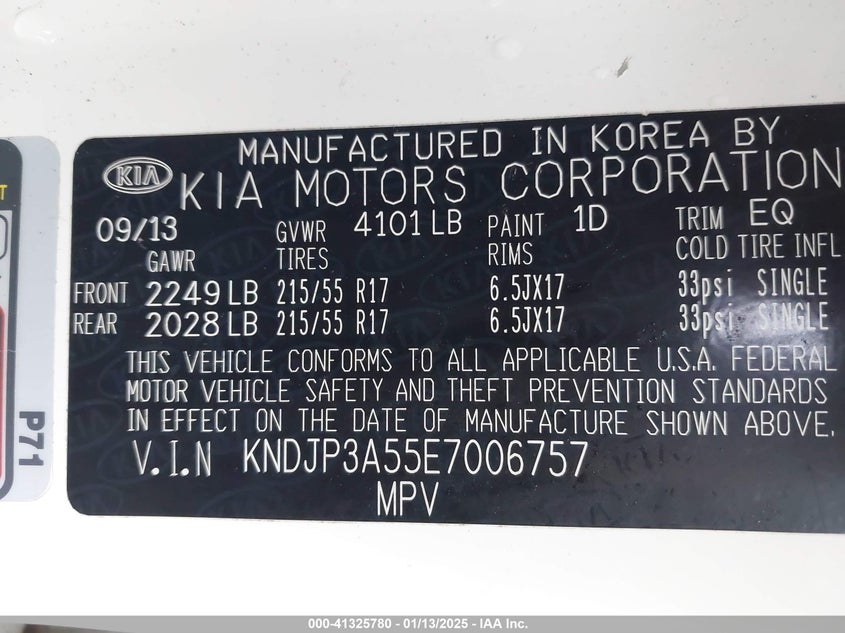 MANUFACTURED IN KOREA BY
KIA KIA MOTORS CORPORATION
09/13 GVWR 4101 LB PAINT 1D TRIM EQ
GAWR TIRES RIMS COLD TIRE INFL
FRONT 2249 LB 215/55 R17 6.5JX17 33psi SINGLE
REAR 2028 LB 215/55 R17 6.5JX17 33psi SINGLE
THIS VEHICLE CONFORMS TO ALL APPLICABLE U.S.A. FEDERAL
MOTOR VEHICLE SAFETY AND THEFT PREVENTION STANDARDS
IN EFFECT ON THE DATE OF MANUFACTURE SHOWN ABOVE.
V.I.N KNDJP3A55E7006757
MPV
P71
000-41325780 - 01/13/2025 - IAA Inc.